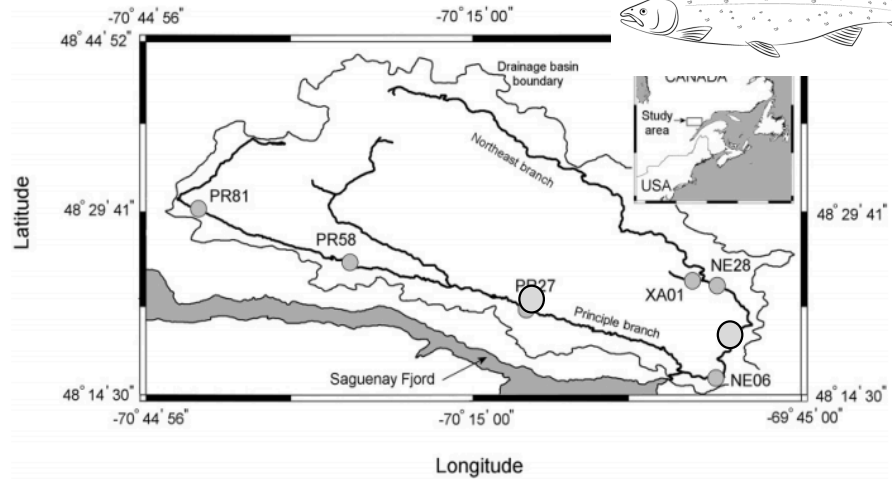 -70 44' 56"
-70 15' 00"
48 44' 52"
Drainage basin
boundary
CANADA
Study
area
USA
Northeast branch
Latitude
48 29' 41"
48 29' 41"
PR81
PR58
PR27
NE28
XA01
Principle branch
Saguenay Fjord
NE06
48 14' 30"
48 14' 30"
-70 44' 56"
-70 15' 00"
-69 45' 00"
Longitude